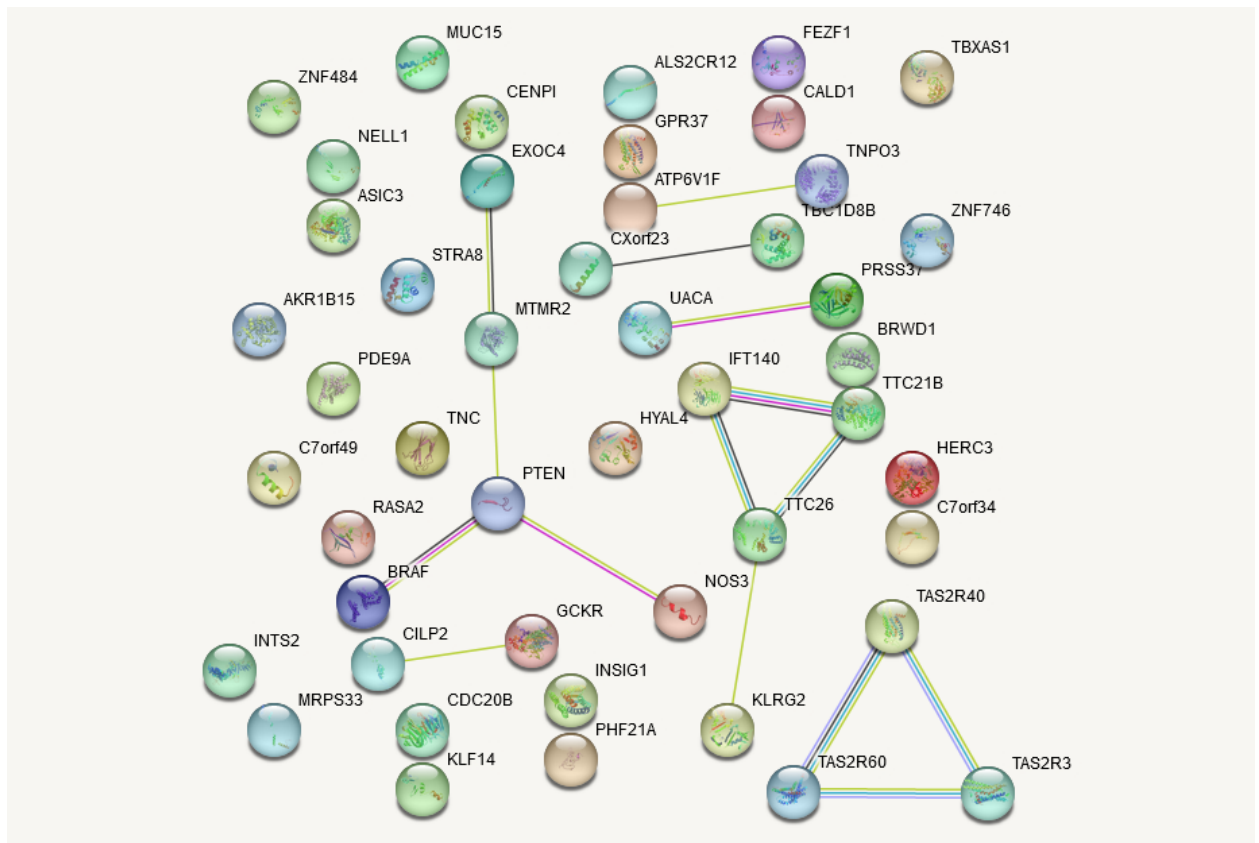 MUC15
FEZF1
TBXAS1
ALS2CR12
ZNF484
CENPI
CALD1
GPR37
NELL1
EXOC4
TNPO3
ATP6V1F
ASIC3
TBC1D8B
ZNF746
CXorf23
STRA8
PRSS37
AKR1B15
UACA
MTMR2
BRWD1
PDE9A
IFT140
TTC21B
TNC
HYAL4
C7orf49
HERC3
PTEN
RASA2
TTC26
C7orf34
BRAF
NOS3
TAS2R40
GCKR
CILP2
INTS2
INSIG1
MRPS33
CDC20B
KLRG2
PHF21A
KLF14
TAS2R60
TAS2R3